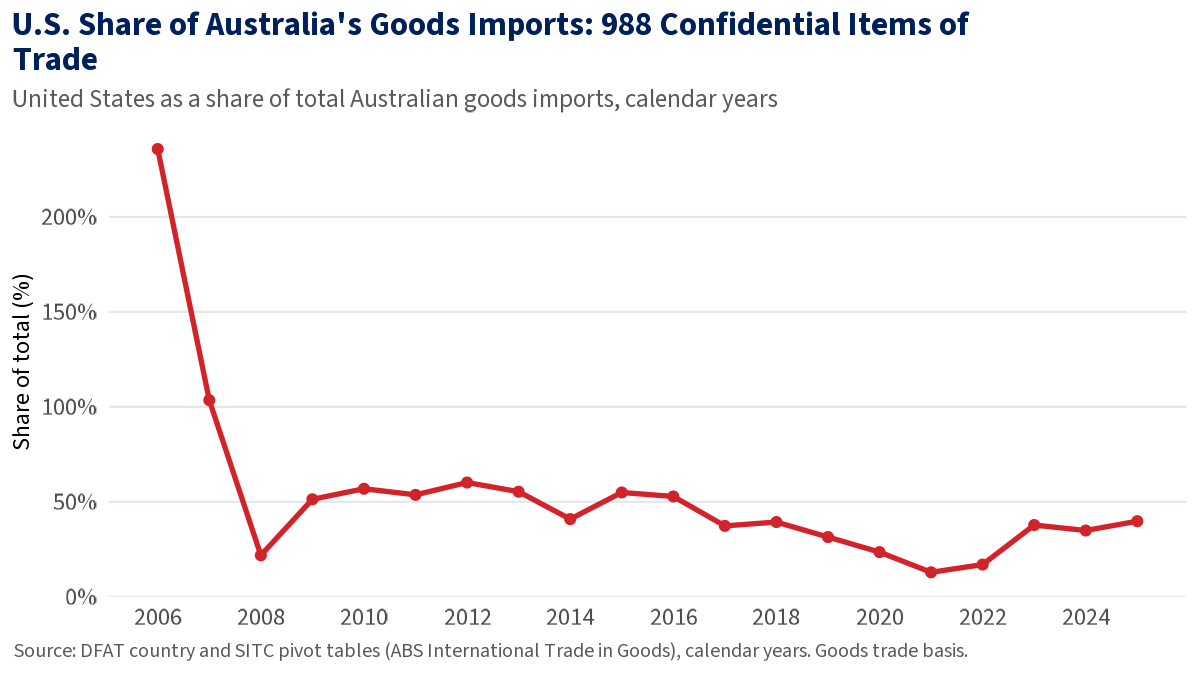 U.S. Share of Australia's Goods Imports: 988 Confidential Items of
Trade
United States as a share of total Australian goods imports, calendar years
Share of total (%)
200%
150%
100%
50%
0%
2006 2008 2010 2012 2014 2016 2018 2020 2022 2024
Source: DFAT country and SITC pivot tables (ABS International Trade in Goods), calendar years. Goods trade basis.